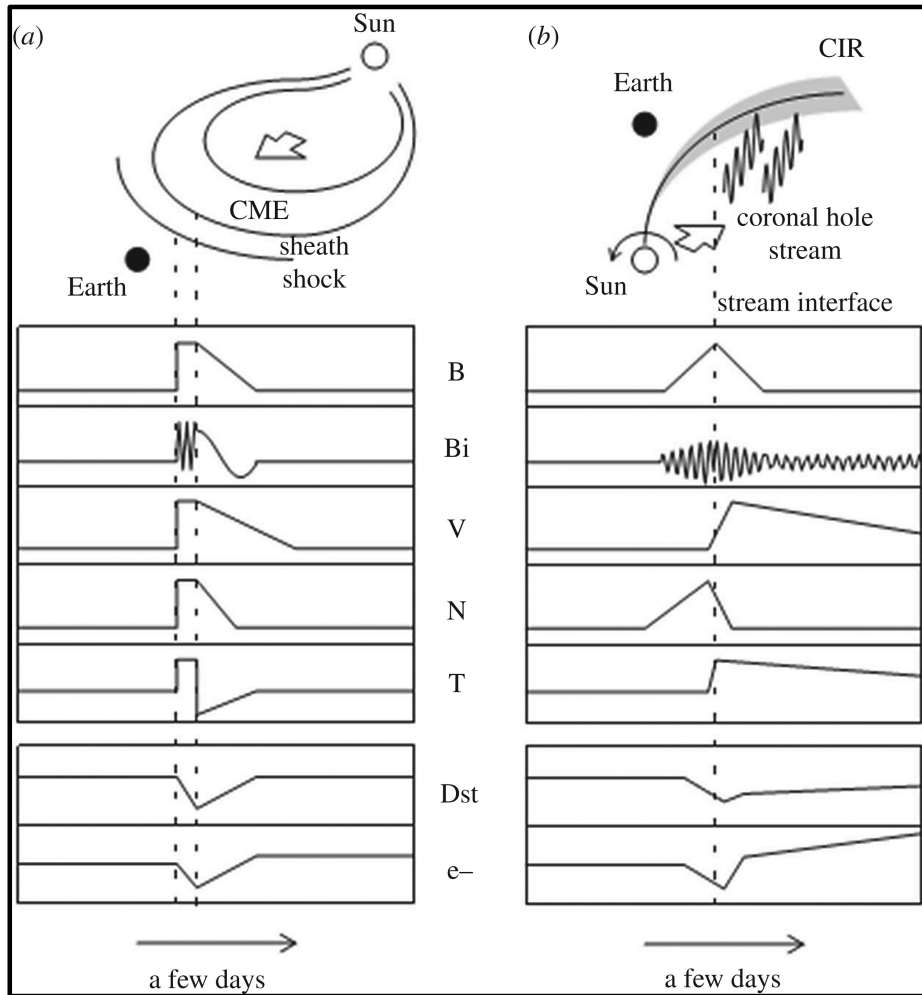 (a)
Sun
CME
sheath
shock
Earth
(b)
CIR
Earth
coronal hole
stream
Sun
stream interface
B
Bi
V
N
T
Dst
e–
a few days
a few days